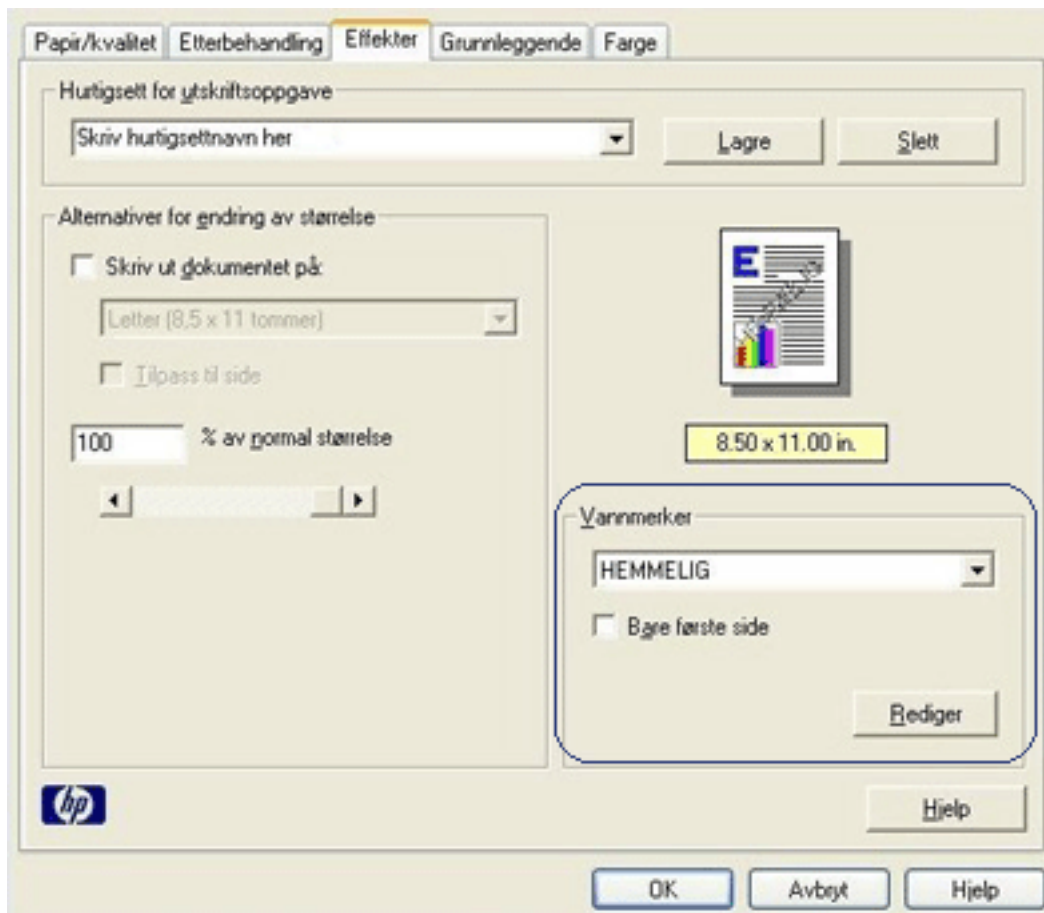 Papir/kvalitet Etterbehandling Effekter Grunnleggende Farge
Hurtigsett for utskriftsoppgave
Skriv hurtigsettnavn her Lagre Slett
Alternativer for endring av størrelse
Skriv ut dokumentet på:
Letter (8,5 x 11 tommer)
Tilpass til side
100 % av normal størrelse
E
8.50 x 11.00 in.
Vannmerker
HEMMELIG
Bare første side
Rediger
hp
Hjelp
OK Avbryt Hjelp